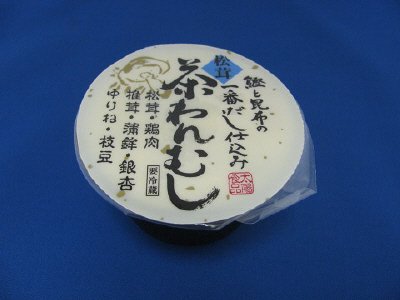 鰹と昆布の
一番だし仕込み
松茸
茶わんむし
松茸・鶏肉
椎茸・蒲鉾・銀杏
ゆりね・枝豆
要冷蔵